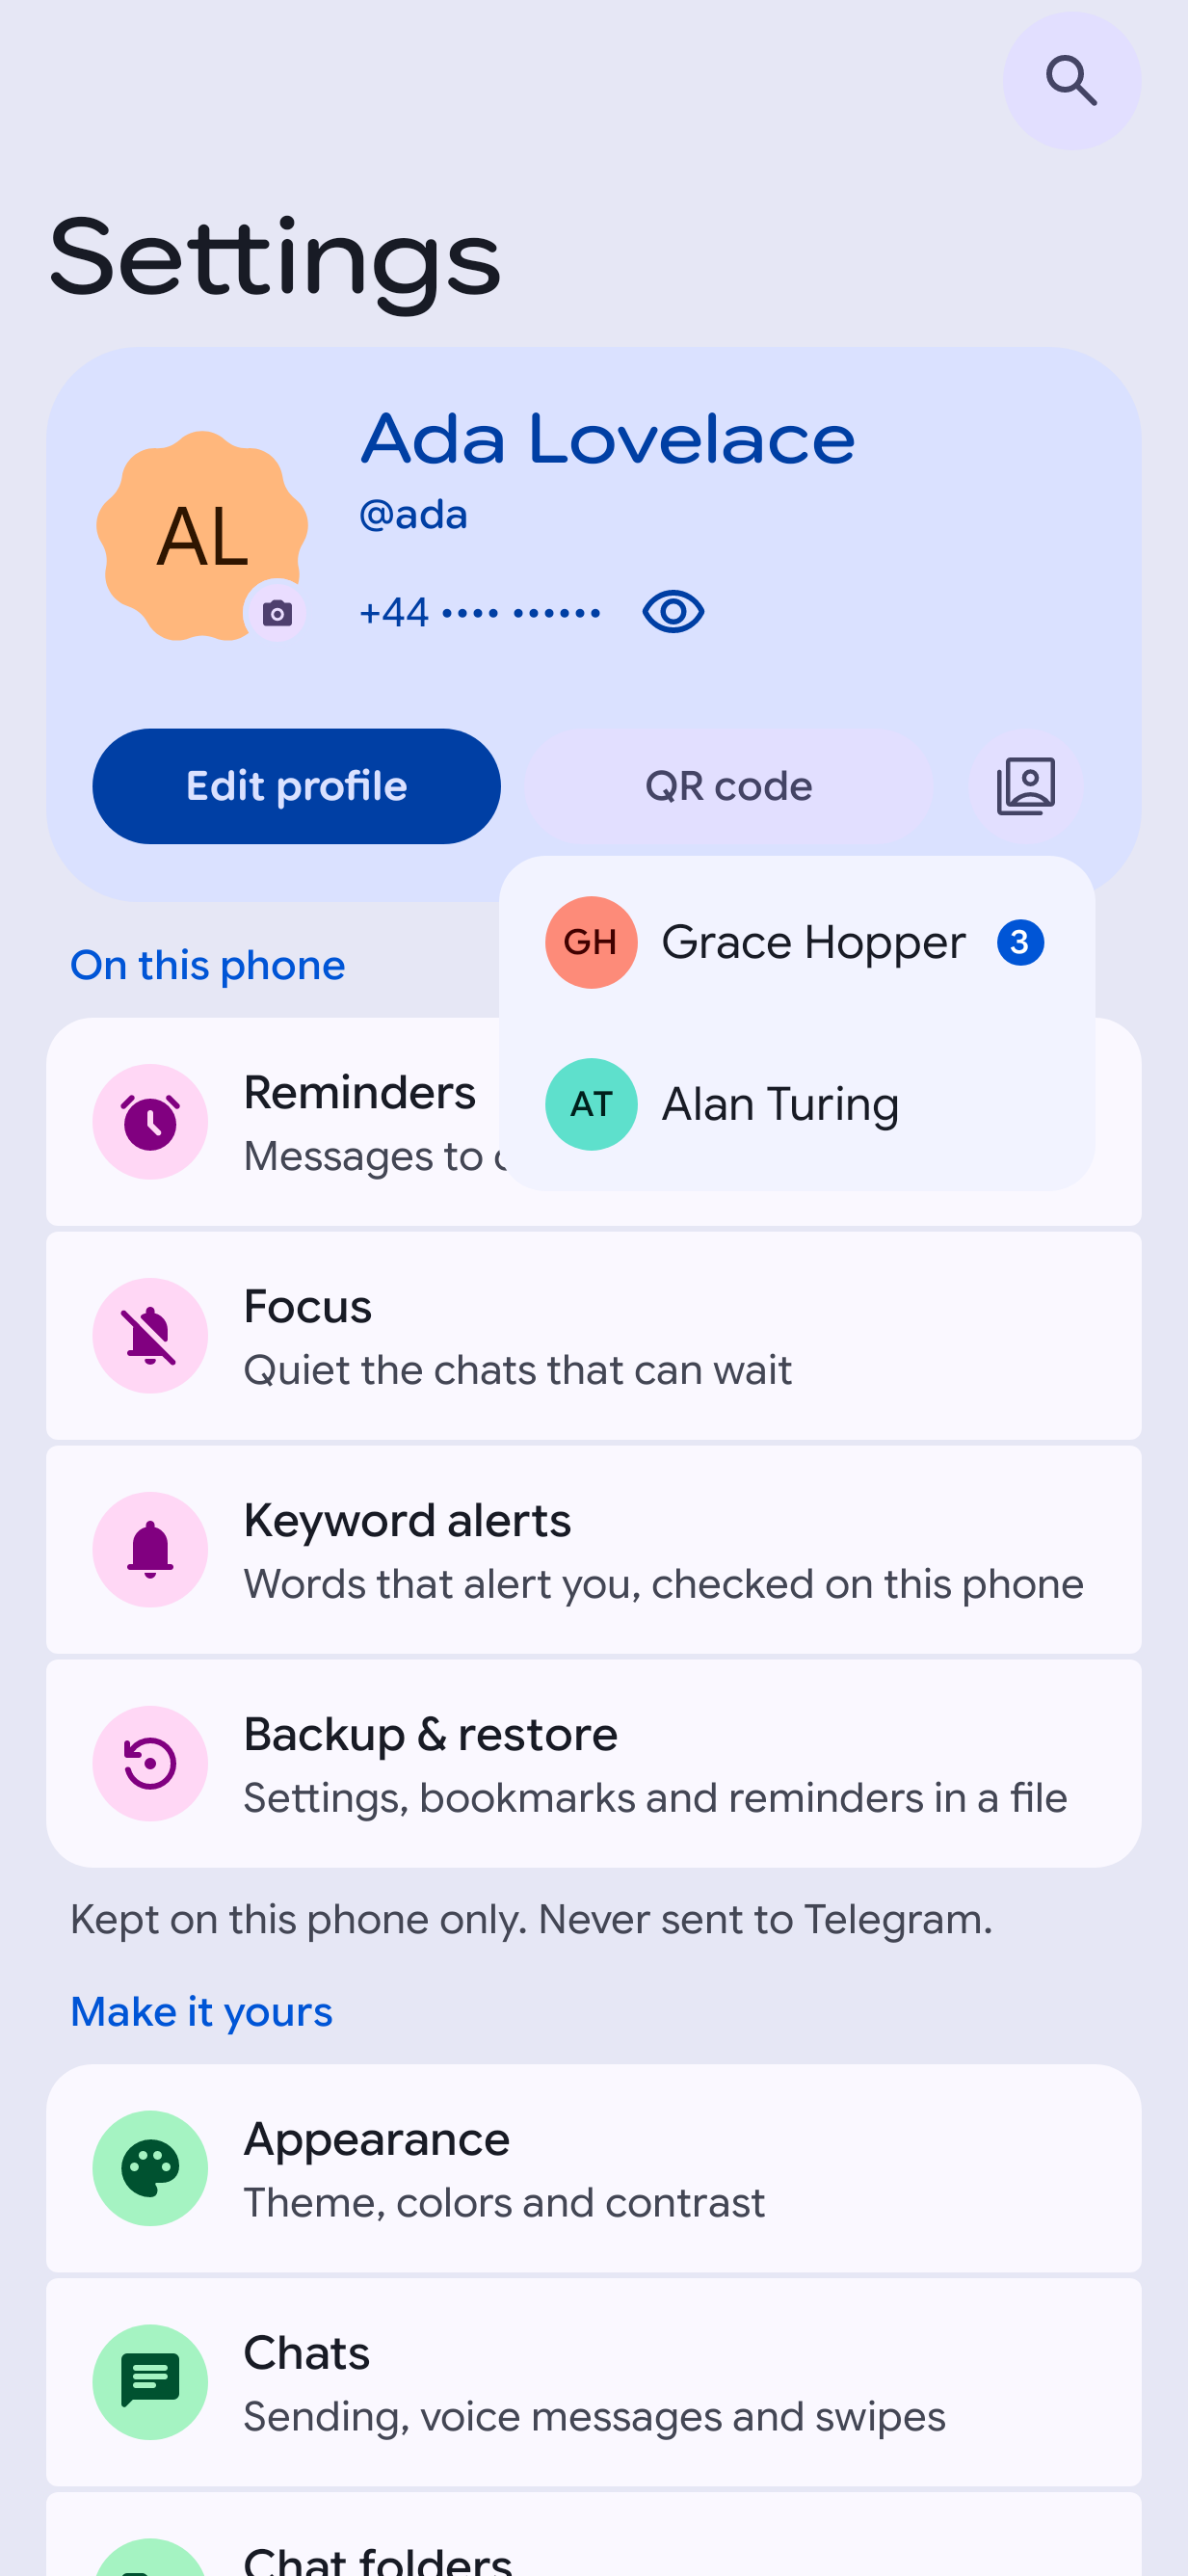 Settings
AL
Ada Lovelace
@ada
+44 •••• ••••••
Edit profile
QR code
GH
Grace Hopper
3
AT
Alan Turing
On this phone
Reminders
Messages to
Focus
Quiet the chats that can wait
Keyword alerts
Words that alert you, checked on this phone
Backup & restore
Settings, bookmarks and reminders in a file
Kept on this phone only. Never sent to Telegram.
Make it yours
Appearance
Theme, colors and contrast
Chats
Sending, voice messages and swipes
Chat folders